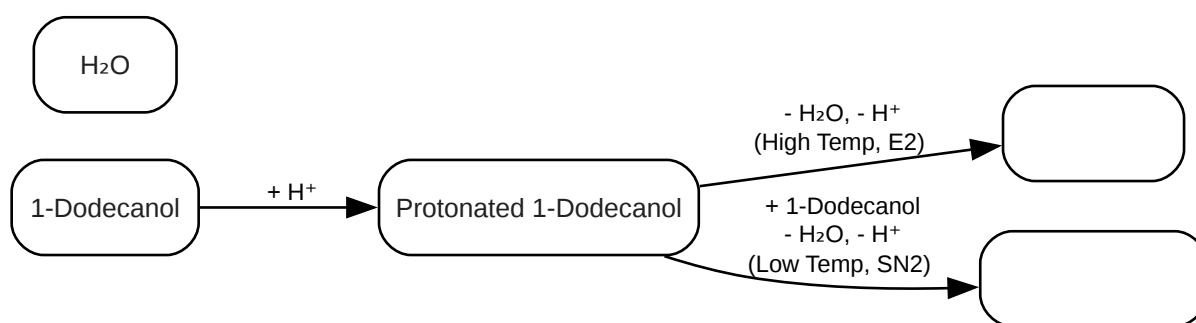 H₂O
1-Dodecanol
+ H⁺
Protonated 1-Dodecanol
- H₂O, - H⁺
(High Temp, E2)
+ 1-Dodecanol
- H₂O, - H⁺
(Low Temp, SN2)